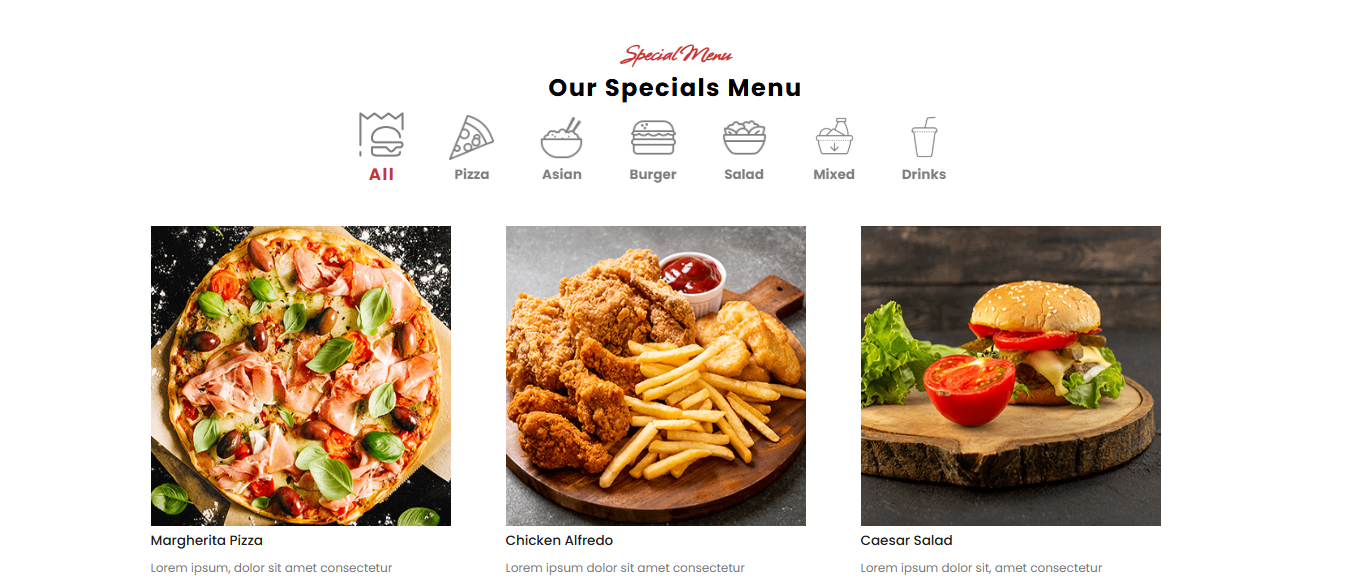 Special Menu
Our Specials Menu
All Pizza Asian Burger Salad Mixed Drinks
Margherita Pizza Chicken Alfredo Caesar Salad
Lorem ipsum, dolor sit amet consectetur Lorem ipsum dolor sit amet consectetur Lorem ipsum dolor sit, amet consectetur